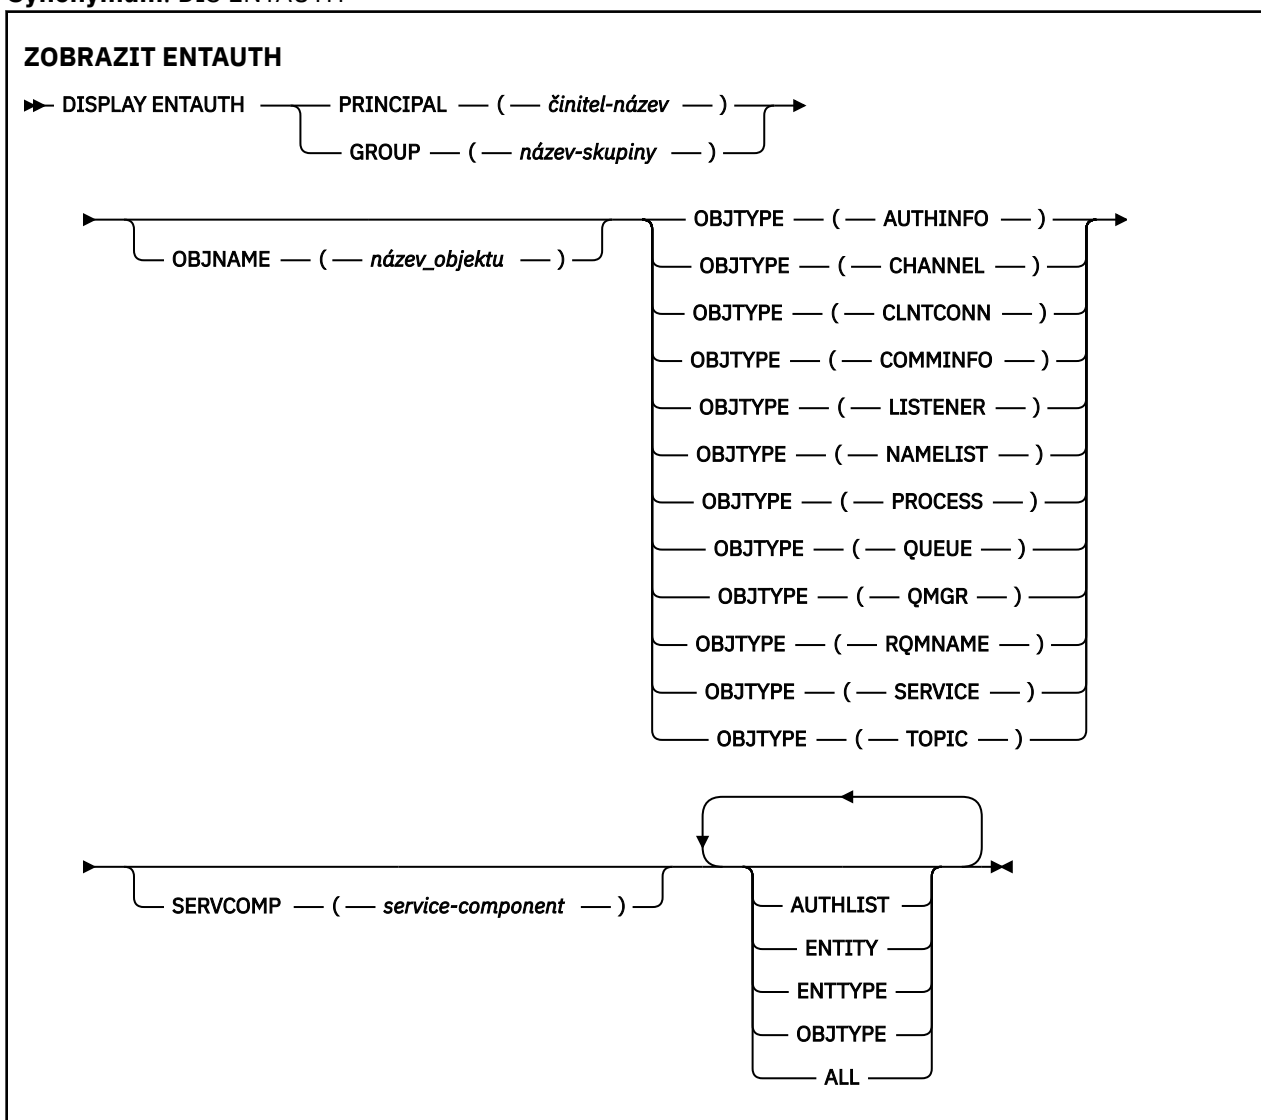 Synonymum: DIS ENTAUTH
ZOBRAZIT ENTAUTH
DISPLAY ENTAUTH PRINCIPAL ( činitel-název )
GROUP ( název-skupiny )
OBJTYPE ( AUTHINFO )
OBJNAME ( název_objektu )
OBJTYPE ( CHANNEL )
OBJTYPE ( CLNTCONN )
OBJTYPE ( COMMINFO )
OBJTYPE ( LISTENER )
OBJTYPE ( NAMELIST )
OBJTYPE ( PROCESS )
OBJTYPE ( QUEUE )
OBJTYPE ( QMGR )
OBJTYPE ( RQMNAME )
OBJTYPE ( SERVICE )
OBJTYPE ( TOPIC )
SERVCOMP ( service-component )
AUTHLIST
ENTITY
ENTTYPE
OBJTYPE
ALL